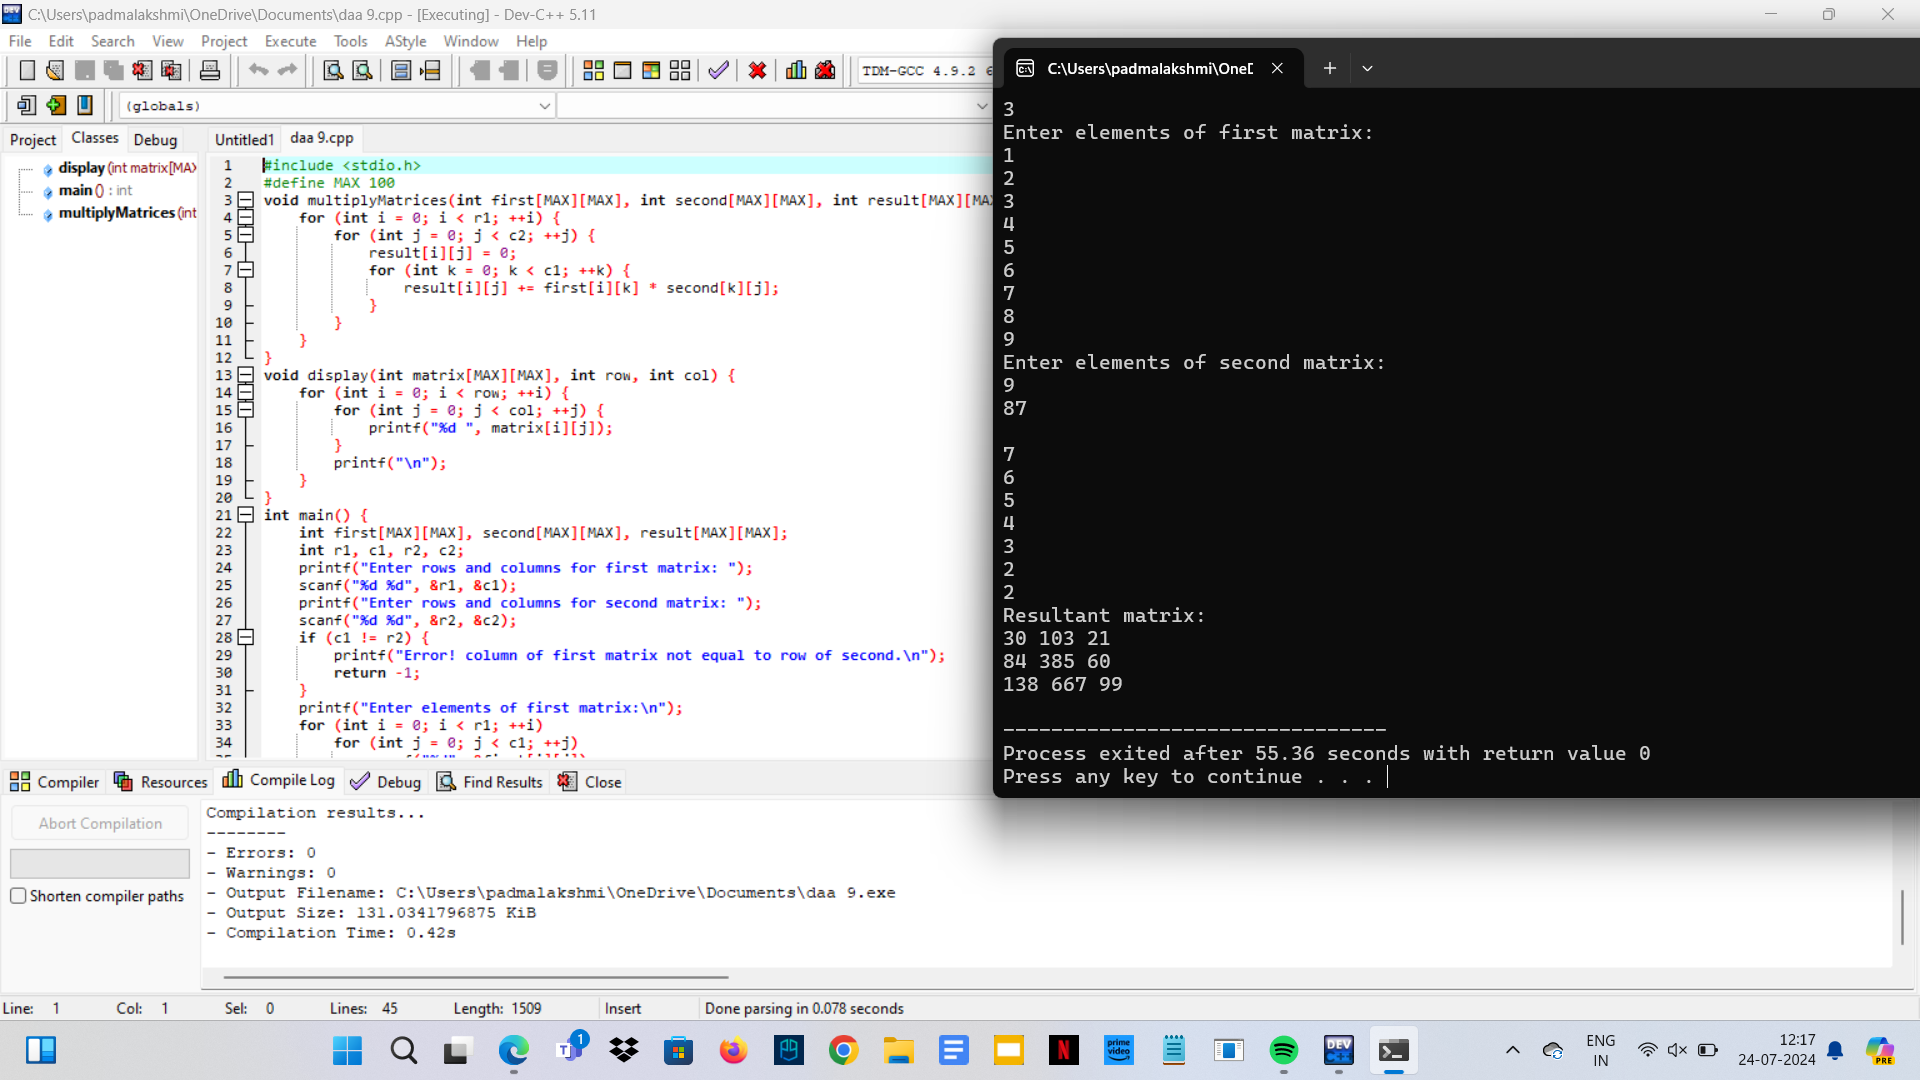 C:\Users\padmalakshmi\OneDrive\Documents\daa 9.cpp - [Executing] - Dev-C++ 5.11
File Edit Search View Project Execute Tools AStyle Window Help
TDM-GCC 4.9.2 6
(globals)
Project Classes Debug
display (int matrix[MAX
main () : int
multiplyMatrices (int
Untitled1 daa 9.cpp
1 #include <stdio.h>
2 #define MAX 100
3 void multiplyMatrices(int first[MAX][MAX], int second[MAX][MAX], int result[MAX][MA
4 for (int i = 0; i < r1; ++i) {
5 for (int j = 0; j < c2; ++j) {
6 result[i][j] = 0;
7 for (int k = 0; k < c1; ++k) {
8 result[i][j] += first[i][k] * second[k][j];
9 }
10 }
11 }
12 }
13 void display(int matrix[MAX][MAX], int row, int col) {
14 for (int i = 0; i < row; ++i) {
15 for (int j = 0; j < col; ++j) {
16 printf("%d ", matrix[i][j]);
17 }
18 printf("\n");
19 }
20 }
21 int main() {
22 int first[MAX][MAX], second[MAX][MAX], result[MAX][MAX];
23 int r1, c1, r2, c2;
24 printf("Enter rows and columns for first matrix: ");
25 scanf("%d %d", &r1, &c1);
26 printf("Enter rows and columns for second matrix: ");
27 scanf("%d %d", &r2, &c2);
28 if (c1 != r2) {
29 printf("Error! column of first matrix not equal to row of second.\n");
30 return -1;
31 }
32 printf("Enter elements of first matrix:\n");
33 for (int i = 0; i < r1; ++i)
34 for (int j = 0; j < c1; ++j)
C:\Users\padmalakshmi\OneD
3
Enter elements of first matrix:
1
2
3
4
5
6
7
8
9
Enter elements of second matrix:
9
87
7
6
5
4
3
2
2
Resultant matrix:
30 103 21
84 385 60
138 667 99
--------------------------------
Process exited after 55.36 seconds with return value 0
Press any key to continue . . .
Compiler Resources Compile Log Debug Find Results Close
Abort Compilation
Shorten compiler paths
Compilation results...
--------
- Errors: 0
- Warnings: 0
- Output Filename: C:\Users\padmalakshmi\OneDrive\Documents\daa 9.exe
- Output Size: 131.0341796875 KiB
- Compilation Time: 0.42s
Line: 1 Col: 1 Sel: 0 Lines: 45 Length: 1509 Insert Done parsing in 0.078 seconds
1
prime video
DEV C++
ENG
IN
12:17
24-07-2024
PRE